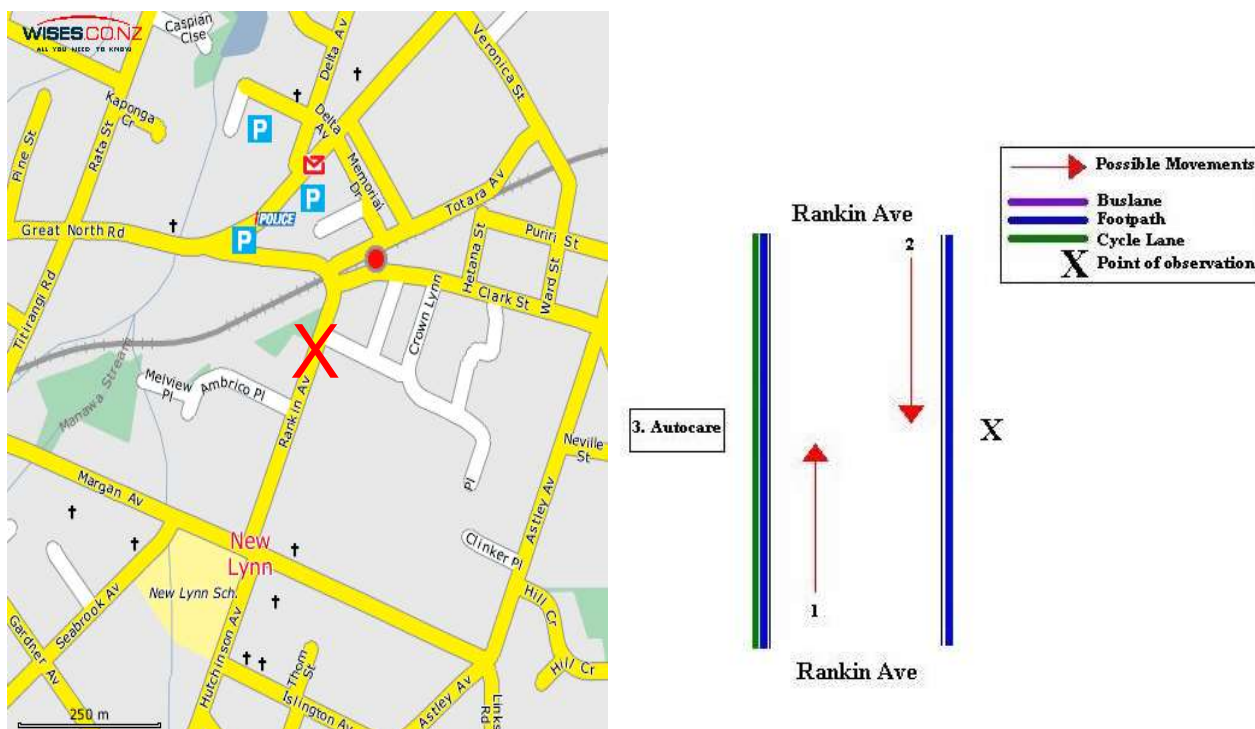 WISES.CO.NZ
ALL YOU NEED TO KNOW
Caspian
Clse
Delta Av
Veronica St
Kaponga
Cr
Pine St
Rata St
Delta
Av
P
Memorial
Dr
P
Totara Av
POLICE
P
Great North Rd
Hetana St
Puriri St
Ward St
Clark St
Titirangi Rd
Crown Lynn
X
Manawa Stream
Melview
Pl
Ambrico Pl
Rankin Av
Neville
St
Pl
Margan Av
Astley Av
New
Lynn
Clinker Pl
New Lynn Sch.
Seabrook Av
Hutchinson Av
Hill Cr
Gardner Av
Thom
St
Hill Cr
Islington Av
Astley Av
Links
Rd
250 m
Possible Movements
Buslane
Footpath
Cycle Lane
X Point of observation
Rankin Ave
2
3. Autocare
X
1
Rankin Ave